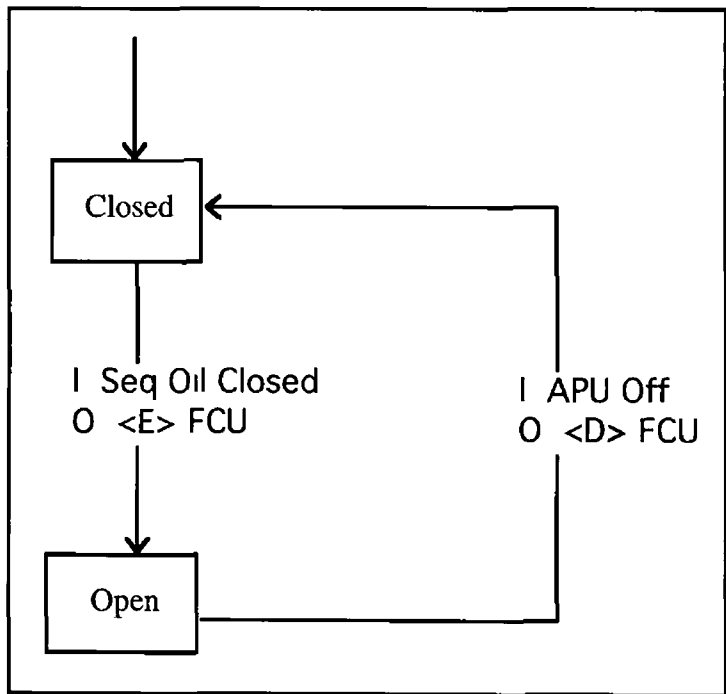 Closed
I Seq Oil Closed
O <E> FCU
I APU Off
O <D> FCU
Open